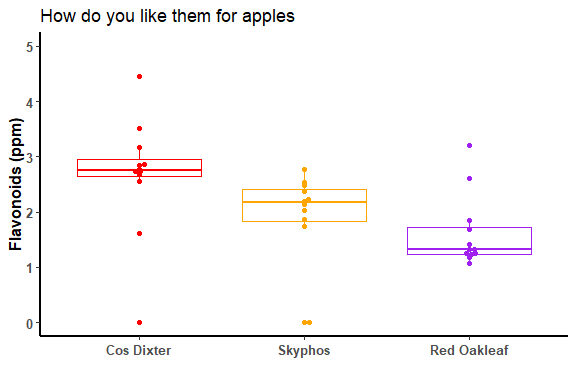 How do you like them for apples
Flavonoids (ppm)
5
4
3
2
1
0
Cos Dixter Skyphos Red Oakleaf